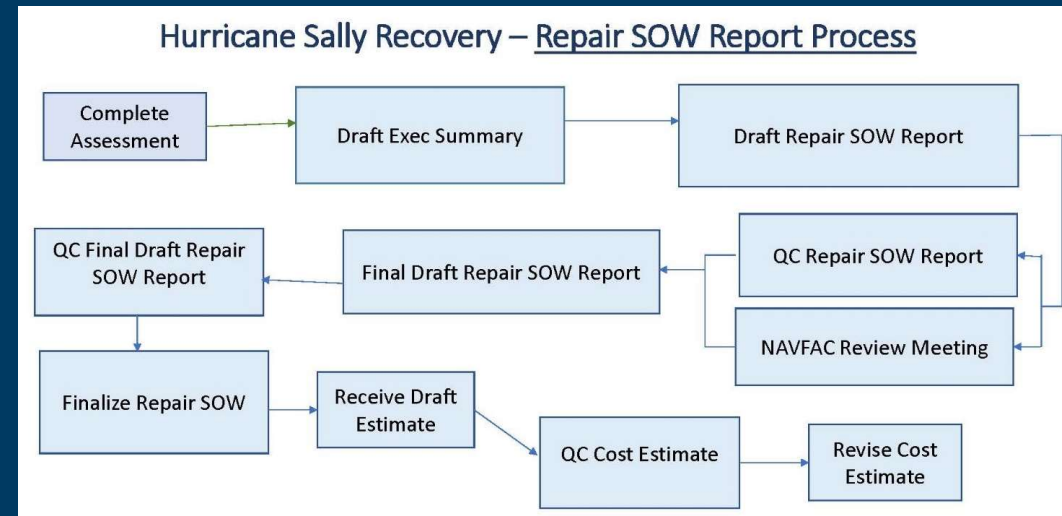 Hurricane Sally Recovery – Repair SOW Report Process
Complete
Assessment
Draft Exec Summary
Draft Repair SOW Report
QC Repair SOW Report
NAVFAC Review Meeting
Final Draft Repair SOW Report
QC Final Draft Repair
SOW Report
Finalize Repair SOW
Receive Draft
Estimate
QC Cost Estimate
Revise Cost
Estimate